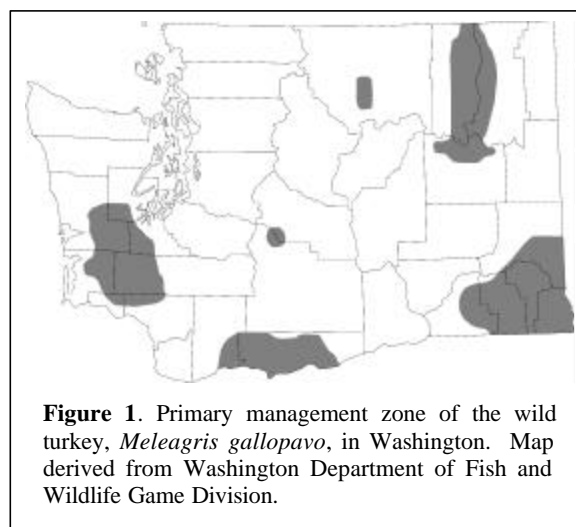 Figure 1. Primary management zone of the wild
turkey, Meleagris gallopavo, in Washington. Map
derived from Washington Department of Fish and
Wildlife Game Division.